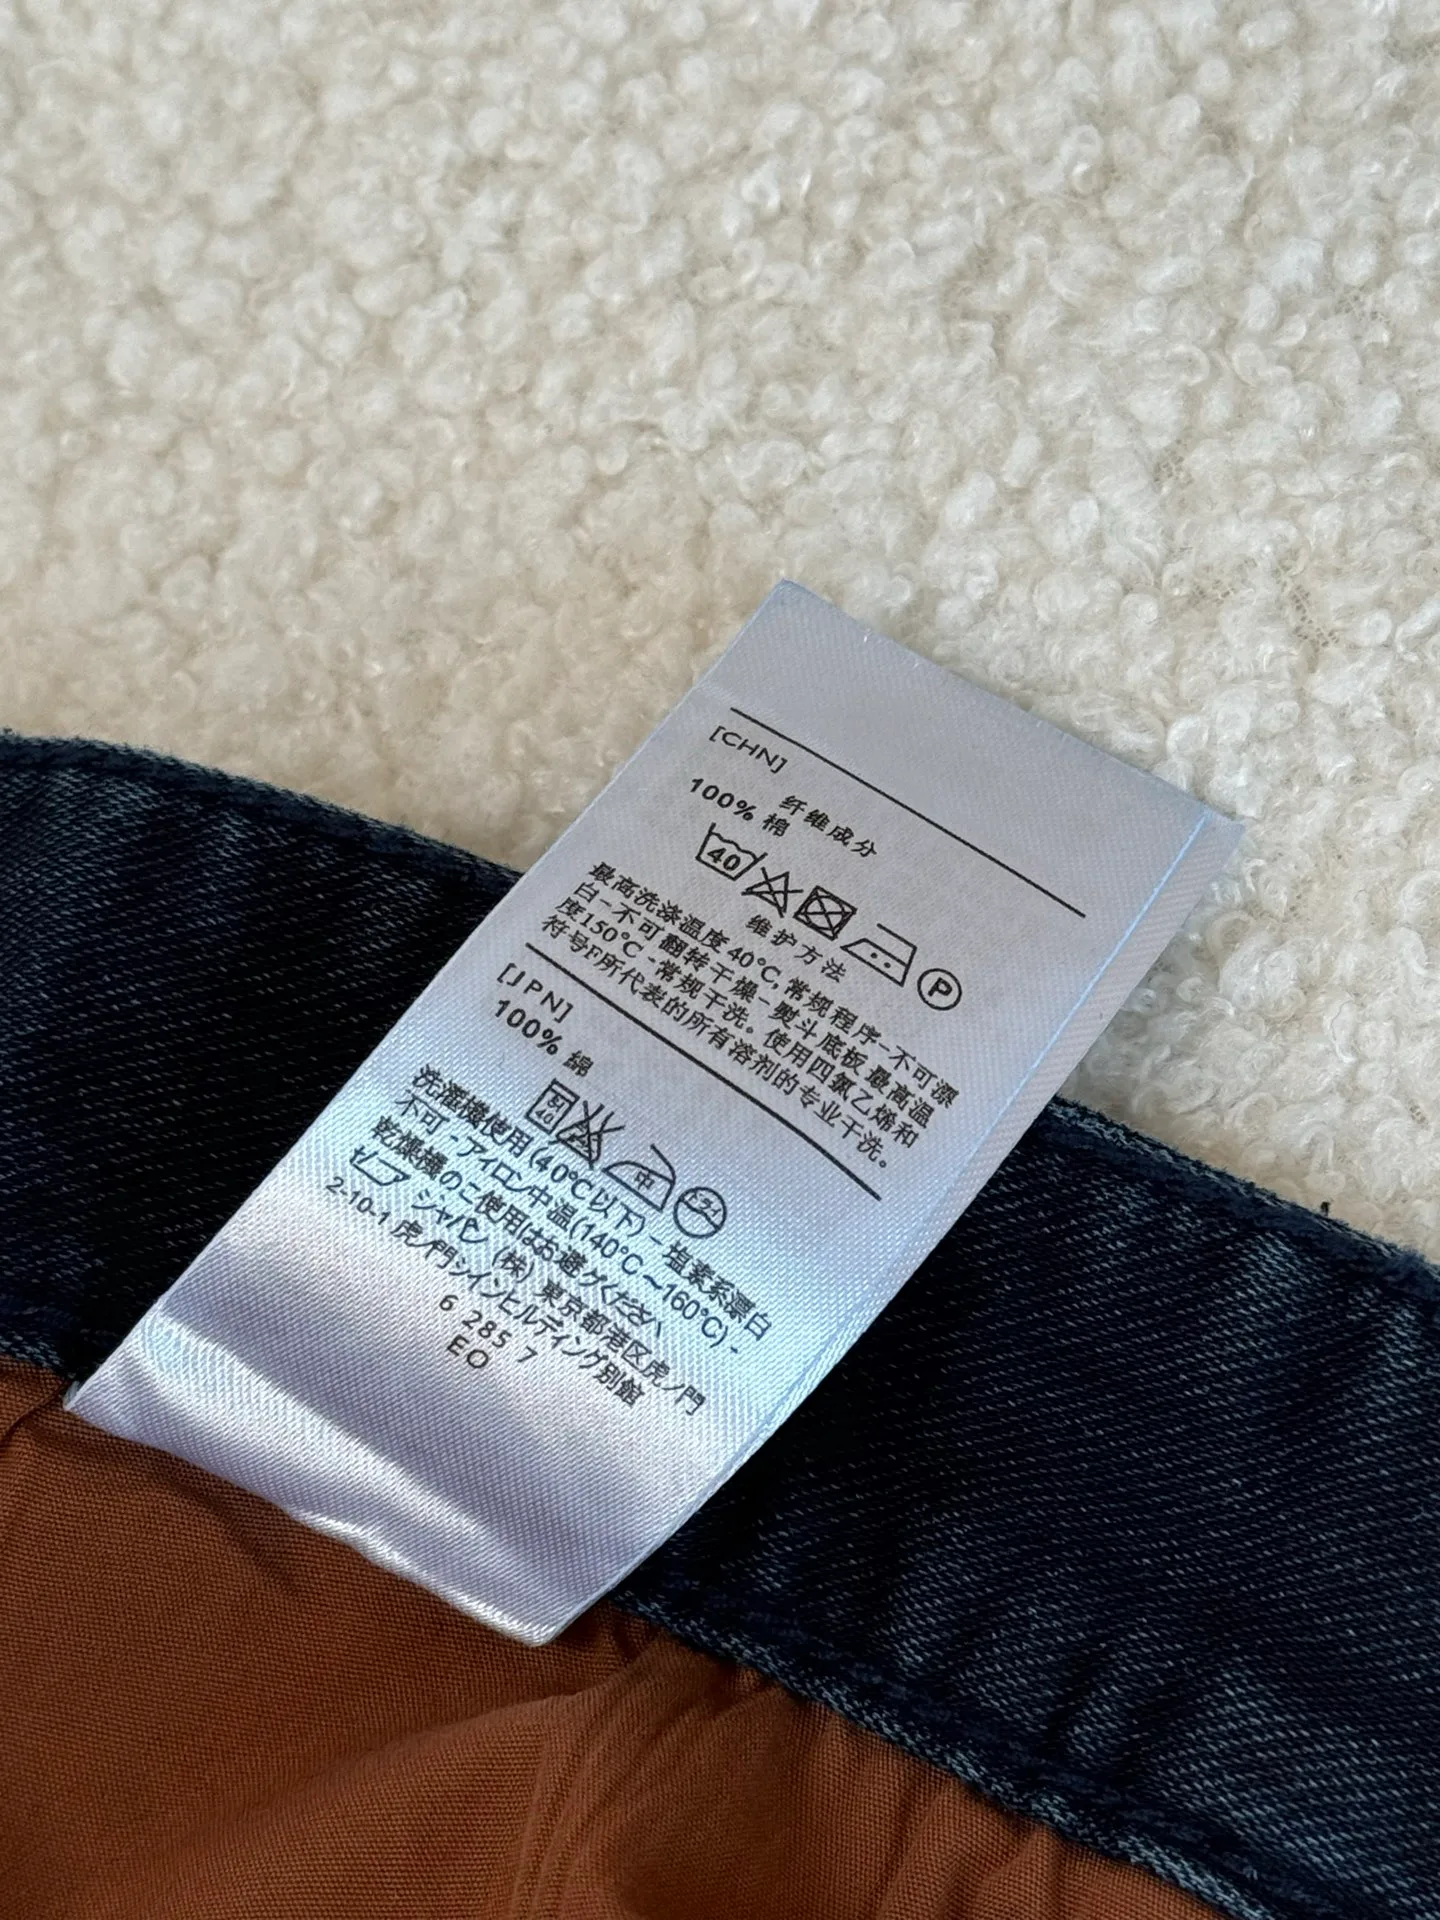 [CHN]
纤维成分
100% 棉
40
P
维护方法
最高洗涤温度 40°C, 常规程序-不可漂
白-不可翻转干燥-熨斗底板最高温
度150°C -常规干洗。使用四氯乙烯和
符号F所代表的所有溶剂的专业干洗。
[JPN]
100% 綿
40
中
洗濯機使用 (40°C以下) - 塩素系漂白
不可 - アイロン中温(140°C～160°C) -
乾燥機のご使用はお避けください
ジャパン (株) 東京都港区虎ノ門
2-10-1 虎ノ門ツインビルディング別館
6 285 7
EO